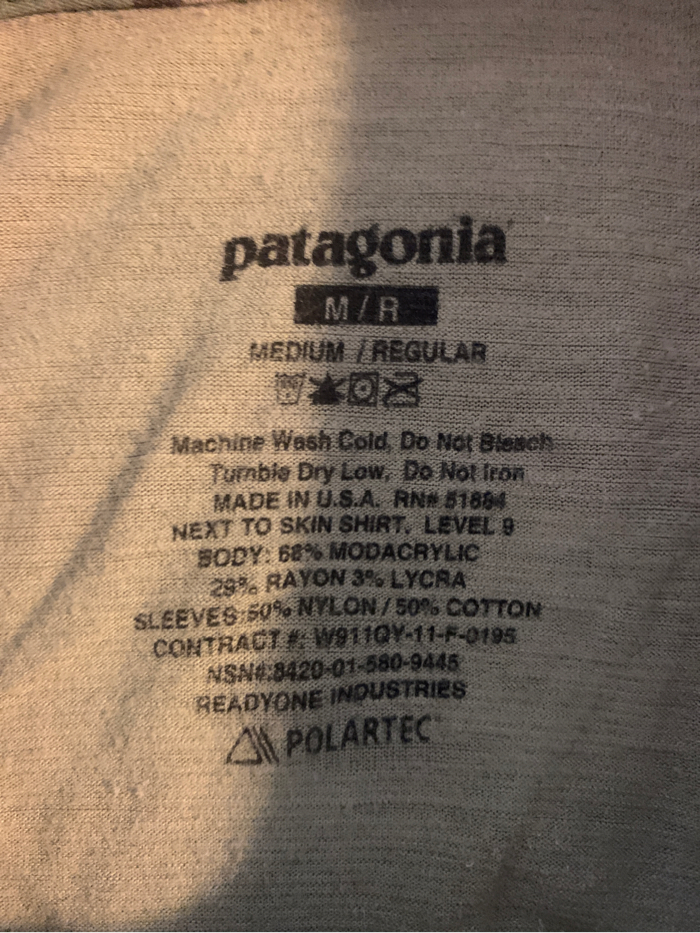 patagonia
M/R
MEDIUM / REGULAR
Machine Wash Cold, Do Not Bleach
Tumble Dry Low, Do Not Iron
MADE IN U.S.A. RN# 51884
NEXT TO SKIN SHIRT, LEVEL 9
BODY: 68% MODACRYLIC
29% RAYON 3% LYCRA
SLEEVES:50% NYLON / 50% COTTON
CONTRACT #: W911QY-11-F-0195
NSN#:8420-01-580-9445
READYONE INDUSTRIES
POLARTEC